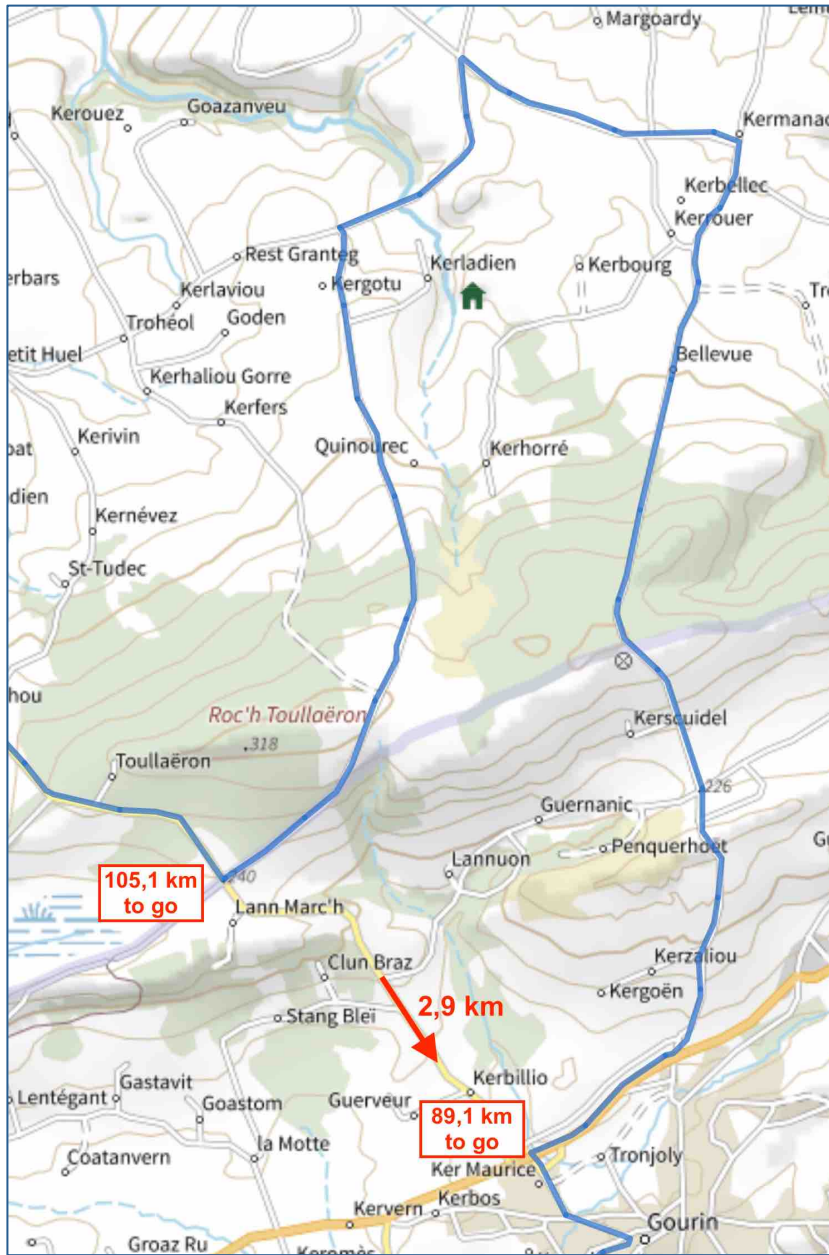 Margoardy
Kerouez
Goazanveu
Kermanac
Kerbellec
Kerrouer
Rest Granteg
Kerladien
Kerbourg
Kergotu
erbars
Kerlaviou
Goden
Trohéol
etit Huel
Bellevue
Kerhaliou Gorre
Kerfers
Kerivin
Quinourec
Kerhorré
dien
Kernévez
St-Tudec
hou
Roc'h Toullaëron
318
Kerscuidel
Toullaëron
226
Guernanic
Penquerhoët
Lannuon
105,1 km
to go
240
Lann Marc'h
Clun Braz
Kerzaliou
Kergoën
2,9 km
Stang Bleï
Kerbillio
Gastavit
Lentégant
Goastom
Guerveur
89,1 km
to go
la Motte
Coatanvern
Tronjoly
Ker Maurice
Kerbos
Kervern
Gourin
Groaz Ru